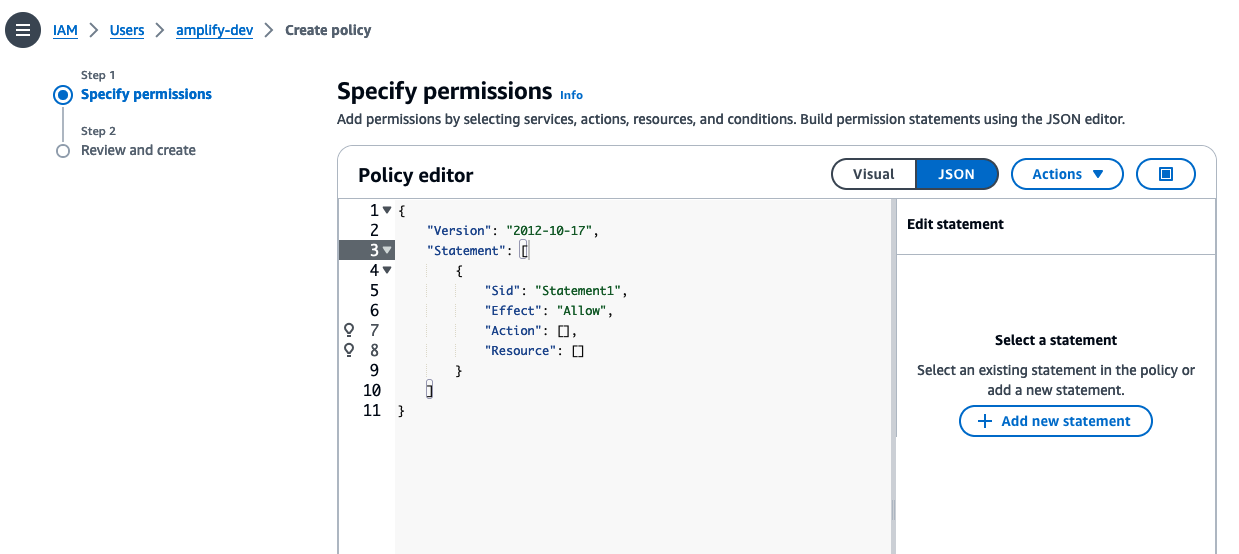 IAM > Users > amplify-dev > Create policy
Step 1
Specify permissions
Step 2
Review and create
Specify permissions Info
Add permissions by selecting services, actions, resources, and conditions. Build permission statements using the JSON editor.
Policy editor
Visual JSON Actions ▼
1 {
2 "Version": "2012-10-17",
3 "Statement": [
4 {
5 "Sid": "Statement1",
6 "Effect": "Allow",
7 "Action": [],
8 "Resource": []
9 }
10 ]
11 }
Edit statement
Select a statement
Select an existing statement in the policy or
add a new statement.
+ Add new statement